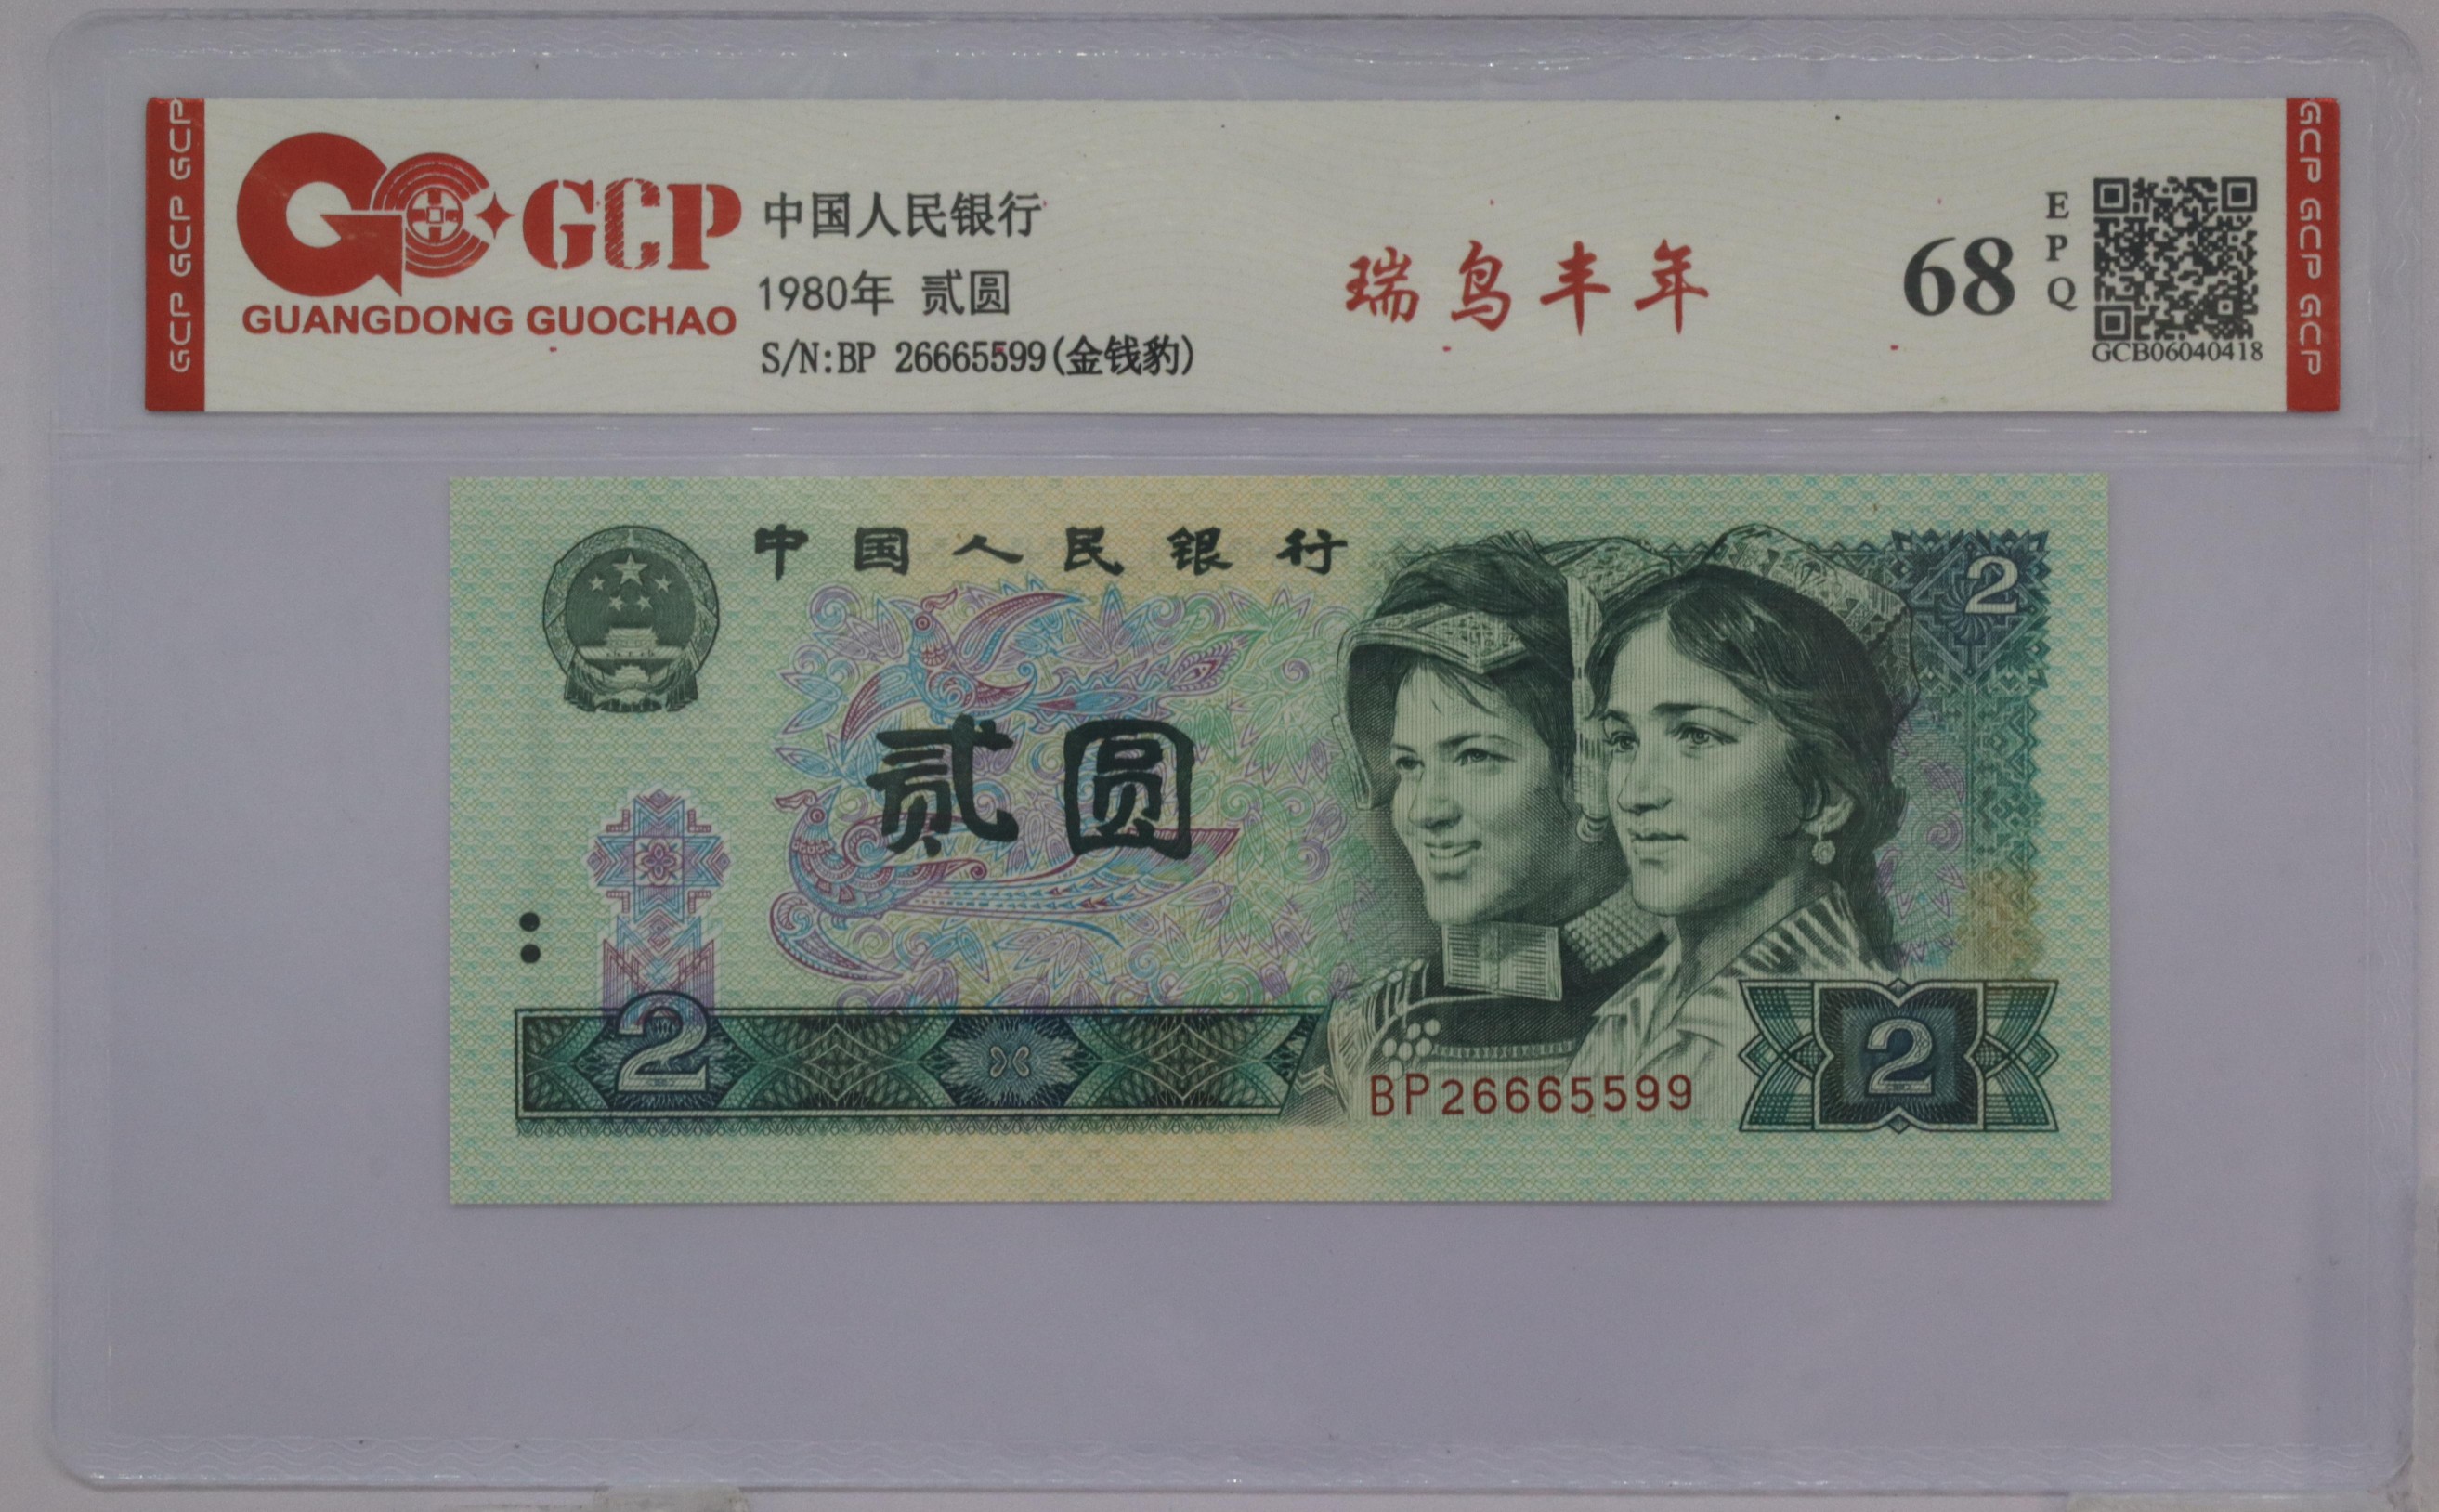 GCP GCP GCP
GCP
GUANGDONG GUOCHAO
中国人民银行
1980年 贰圆
S/N:BP 26665599(金钱豹)
瑞鸟丰年
68
EPQ
GCB06040418
GCP GCP GCP
中国人民银行
2
贰圆
2
BP26665599
2